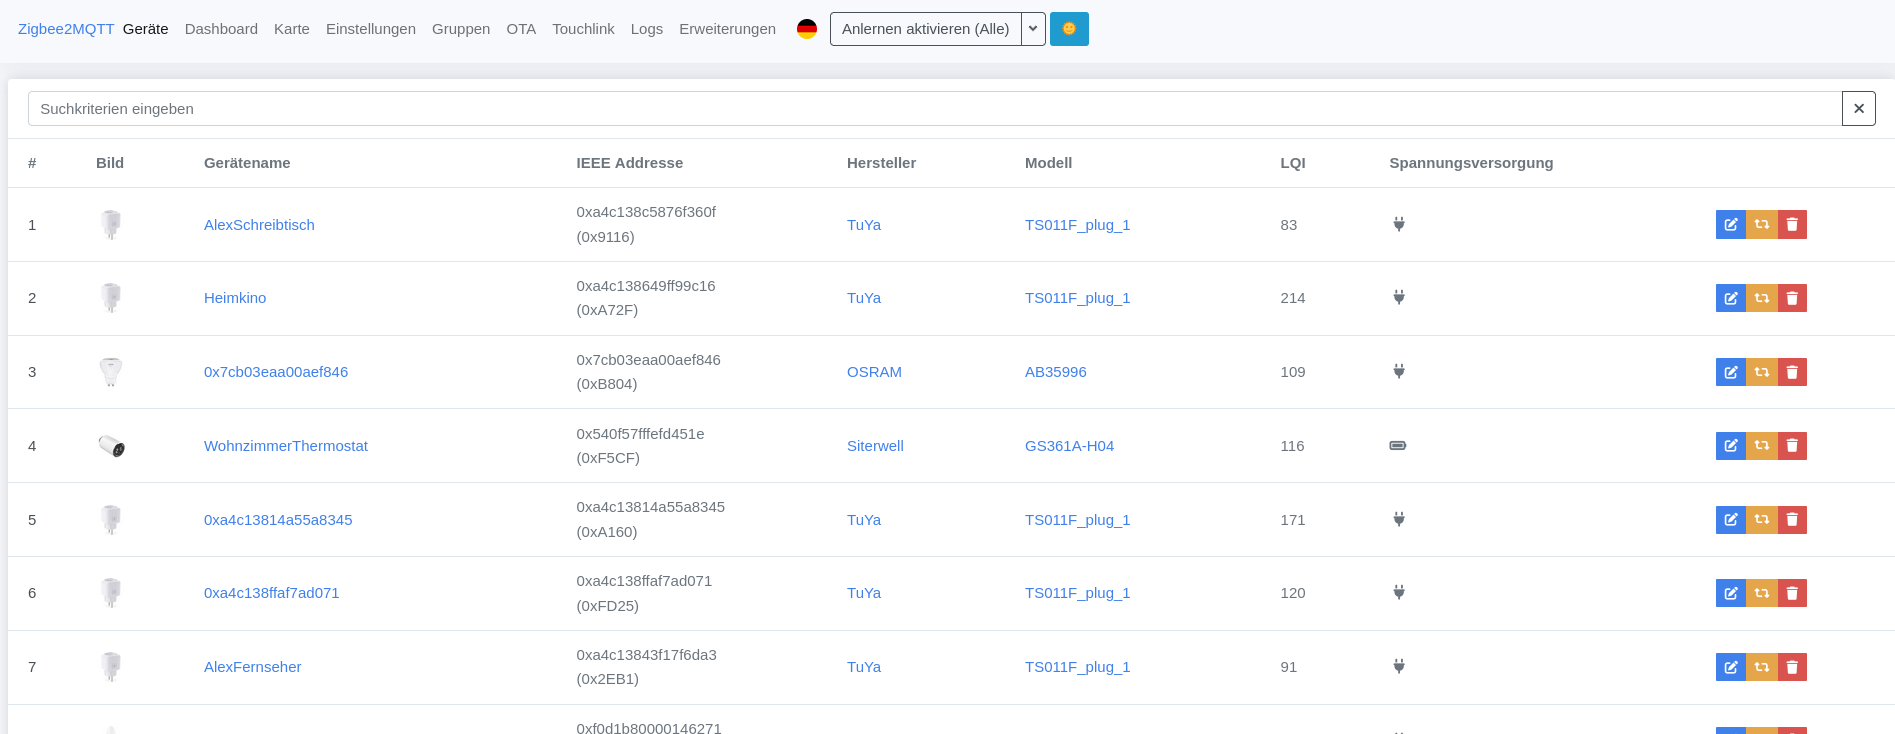 Zigbee2MQTT Geräte Dashboard Karte Einstellungen Gruppen OTA Touchlink Logs Erweiterungen Anlernen aktivieren (Alle)
Suchkriterien eingeben
# Bild Gerätename IEEE Addresse Hersteller Modell LQI Spannungsversorgung
1 AlexSchreibtisch 0xa4c138c5876f360f TuYa TS011F_plug_1 83
(0x9116)
2 Heimkino 0xa4c138649ff99c16 TuYa TS011F_plug_1 214
(0xA72F)
3 0x7cb03eaa00aef846 0x7cb03eaa00aef846 OSRAM AB35996 109
(0xB804)
4 WohnzimmerThermostat 0x540f57fffefd451e Siterwell GS361A-H04 116
(0xF5CF)
5 0xa4c13814a55a8345 0xa4c13814a55a8345 TuYa TS011F_plug_1 171
(0xA160)
6 0xa4c138ffaf7ad071 0xa4c138ffaf7ad071 TuYa TS011F_plug_1 120
(0xFD25)
7 AlexFernseher 0xa4c13843f17f6da3 TuYa TS011F_plug_1 91
(0x2EB1)
0xf0d1b80000146271